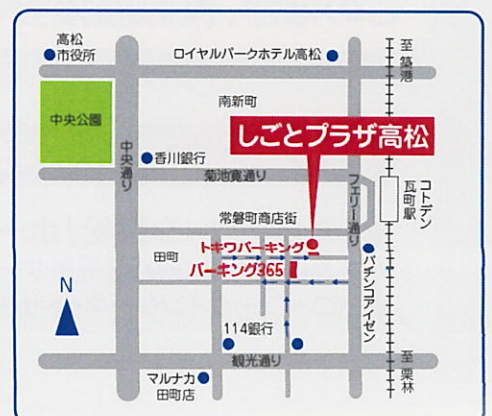 高松
市役所
ロイヤルパークホテル高松
至築港
中央公園
南新町
しごとプラザ高松
中央通り
香川銀行
菊池寛通り
フェリー通り
コトデン
瓦町駅
常磐町商店街
トキワパーキング
田町
パーキング365
パチンコアイゼン
N
114銀行
観光通り
至栗林
マルナカ
田町店